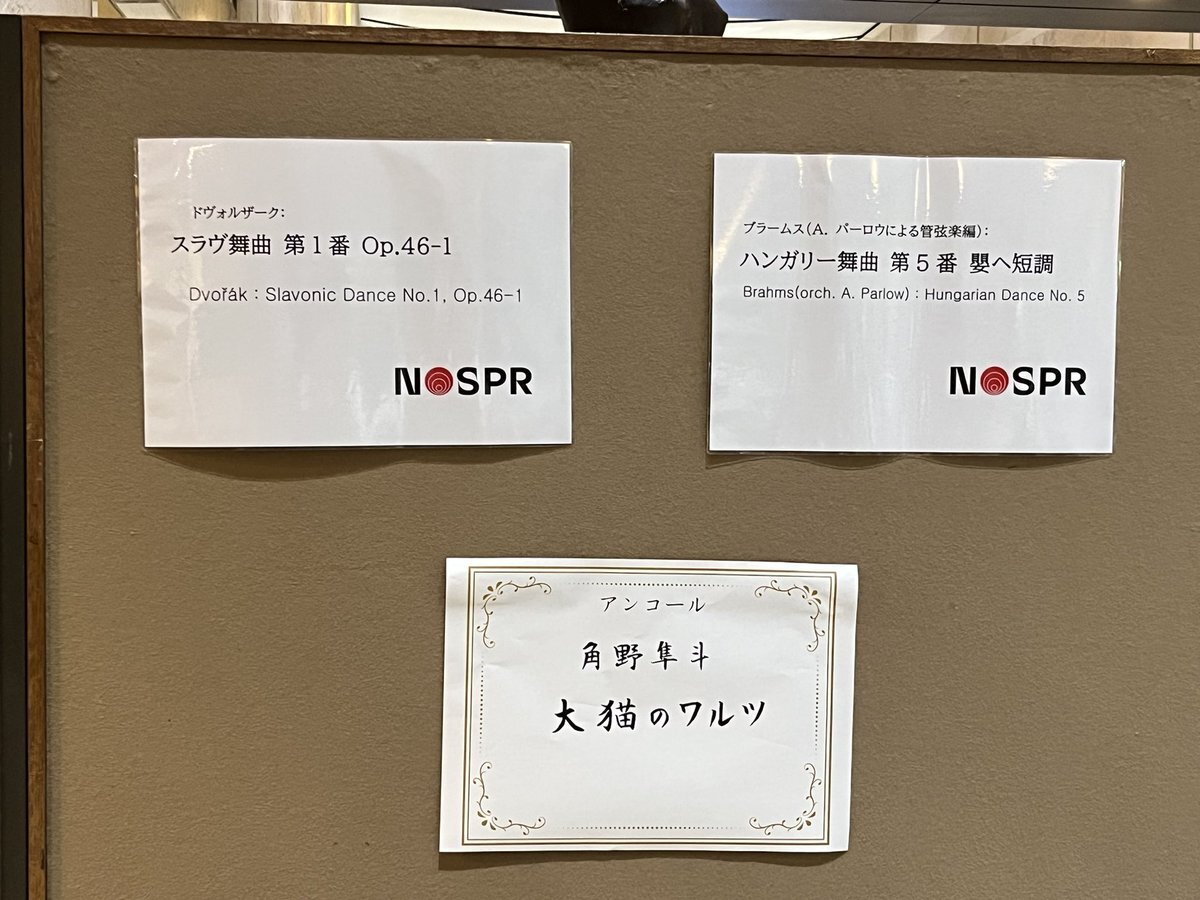 ドヴォルザーク:
スラヴ舞曲 第1番 Op.46-1
Dvořák : Slavonic Dance No.1, Op.46-1
NOSPR
ブラームス(A. パーロウによる管弦楽編):
ハンガリー舞曲 第5番 嬰ヘ短調
Brahms(orch. A. Parlow) : Hungarian Dance No. 5
NOSPR
アンコール
角野隼斗
大猫のワルツ